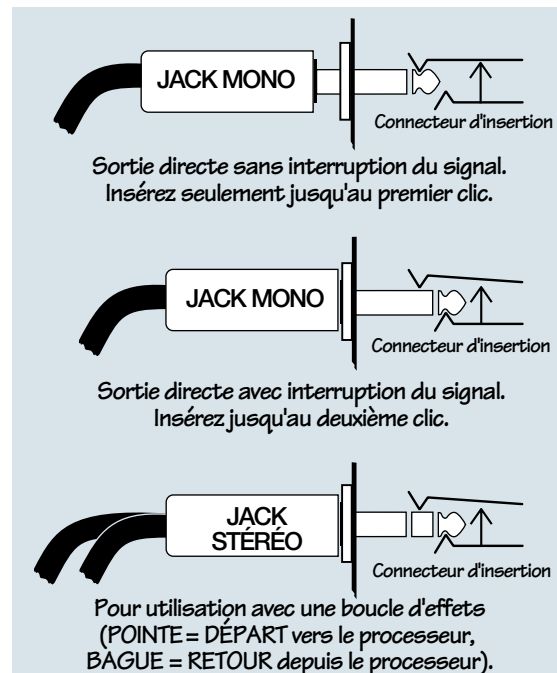 JACK MONO
Connecteur d'insertion
Sortie directe sans interruption du signal.
Insérez seulement jusqu'au premier clic.
JACK MONO
Connecteur d'insertion
Sortie directe avec interruption du signal.
Insérez jusqu'au deuxième clic.
JACK
STÉRÉO
Connecteur d'insertion
Pour utilisation avec une boucle d'effets
(POINTE = DÉPART vers le processeur,
BAGUE = RETOUR depuis le processeur).